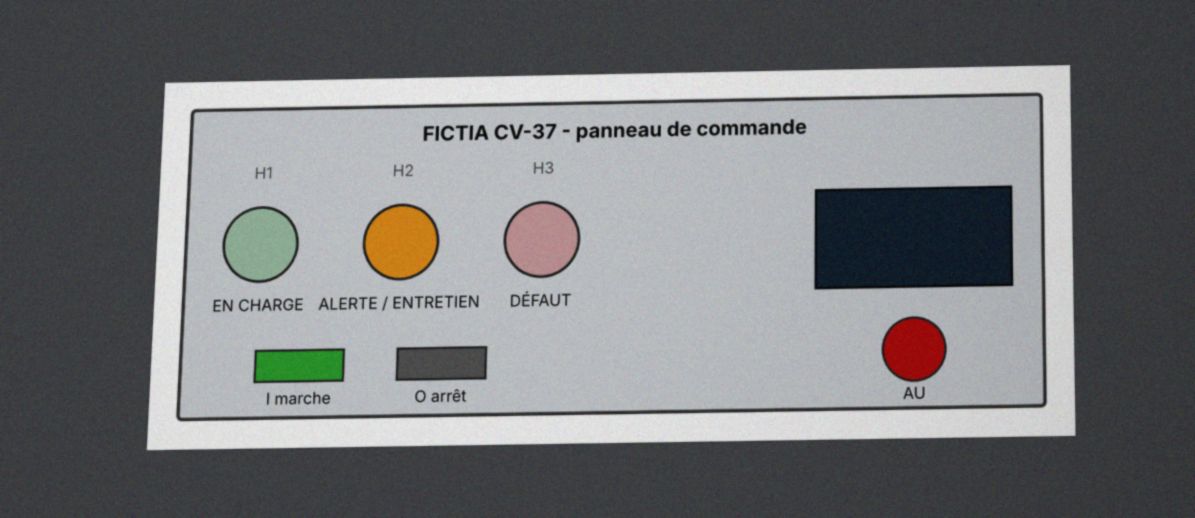 FICTIA CV-37 - panneau de commande
H1
H2
H3
EN CHARGE
ALERTE / ENTRETIEN
DÉFAUT
I marche
O arrêt
AU